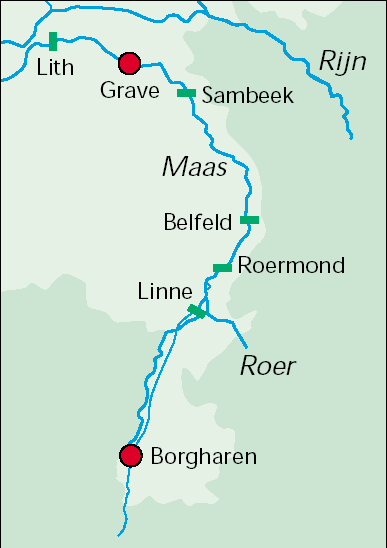 Rijn
Lith
Grave
Sambeek
Maas
Belfeld
Roermond
Linne
Roer
Borgharen